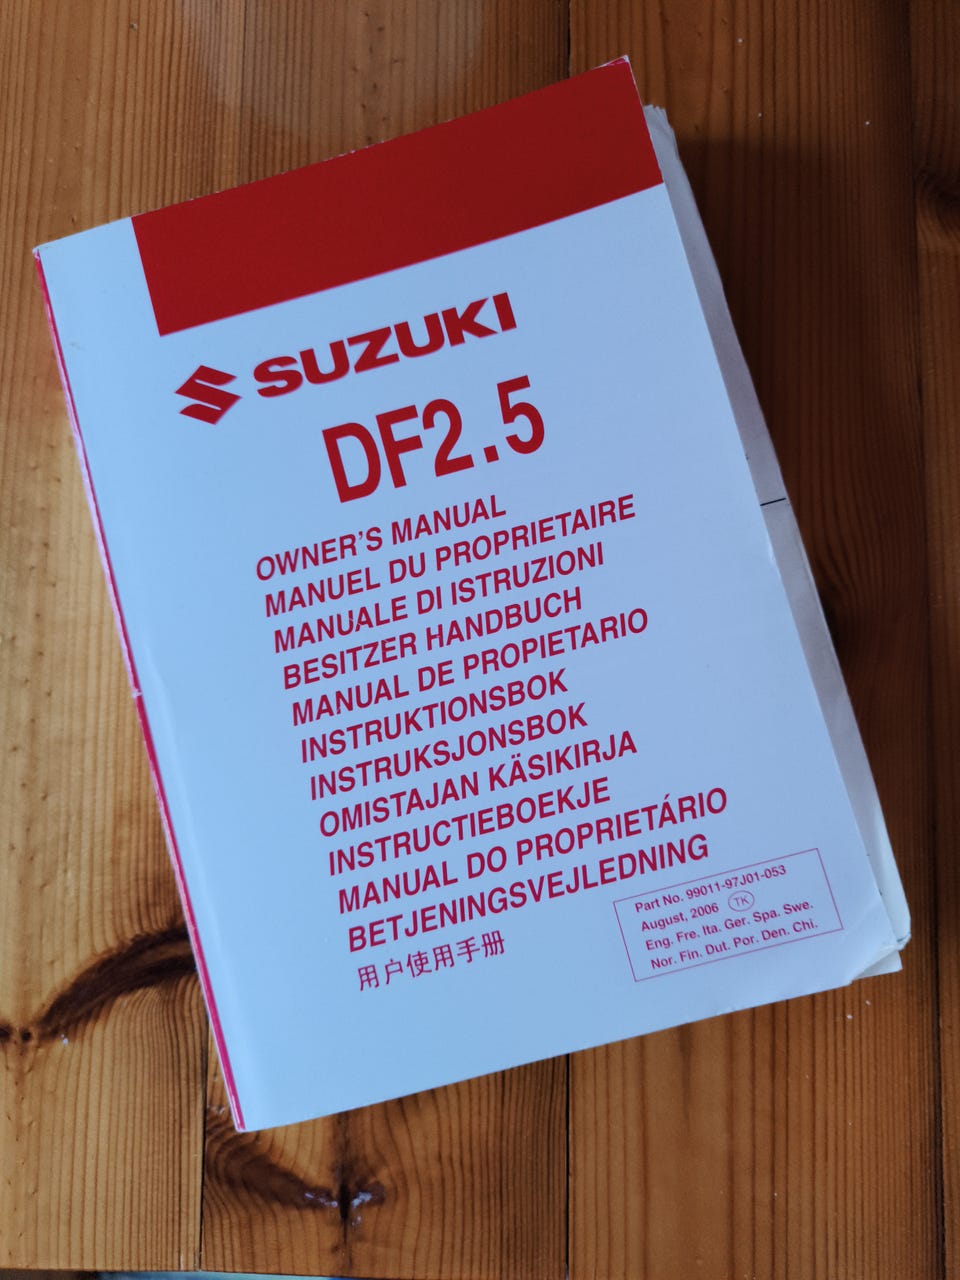 SUZUKI
DF2.5
OWNER'S MANUAL
MANUEL DU PROPRIETAIRE
MANUALE DI ISTRUZIONI
BESITZER HANDBUCH
MANUAL DE PROPIETARIO
INSTRUKTIONSBOK
INSTRUKSJONSBOK
OMISTAJAN KÄSIKIRJA
INSTRUCTIEBOEKJE
MANUAL DO PROPRIETÁRIO
BETJENINGSVEJLEDNING
用户使用手册
Part No. 99011-97J01-053
August, 2006 TK
Eng. Fre. Ita. Ger. Spa. Swe.
Nor. Fin. Dut. Por. Den. Chi.